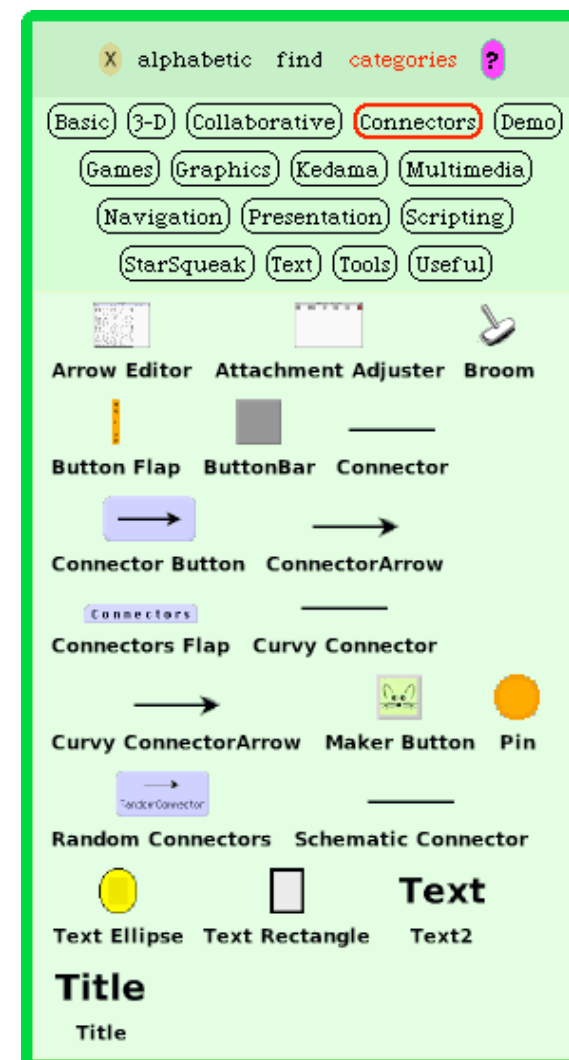 X alphabetic find categories ?
Basic 3-D Collaborative Connectors Demo
Games Graphics Kedama Multimedia
Navigation Presentation Scripting
StarSqueak Text Tools Useful
Arrow Editor Attachment Adjuster Broom
Button Flap ButtonBar Connector
Connector Button ConnectorArrow
Connectors
Connectors Flap Curvy Connector
Curvy ConnectorArrow Maker Button Pin
Random Connectors Schematic Connector
Text
Text Ellipse Text Rectangle Text2
Title
Title